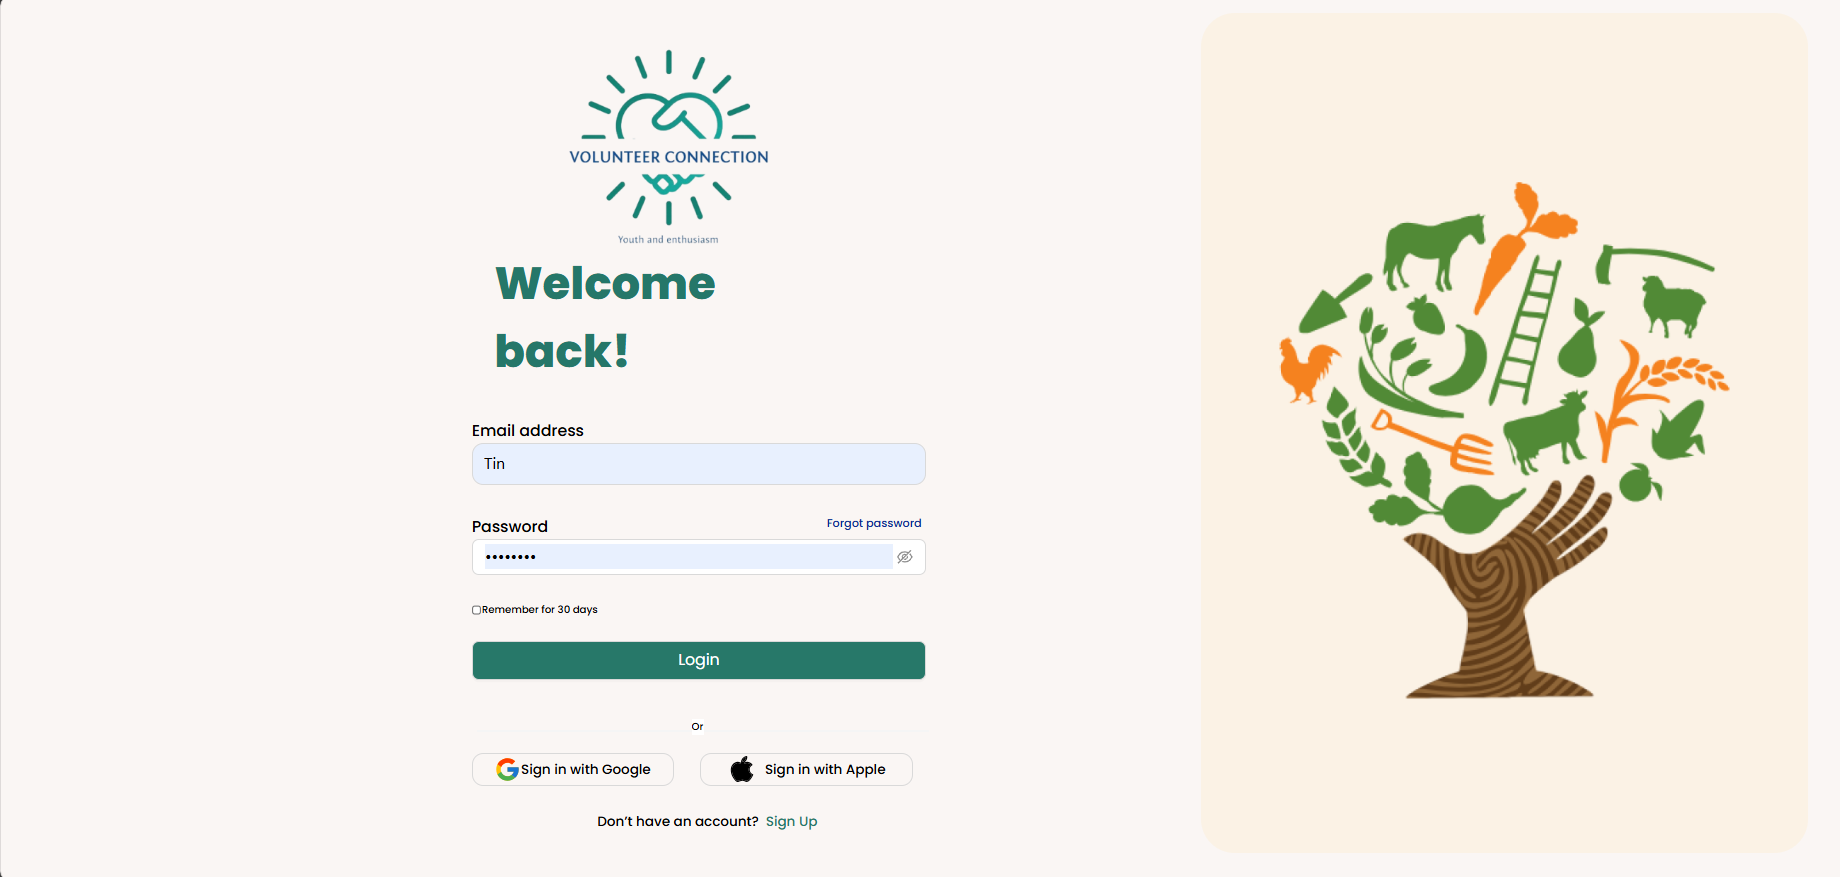 VOLUNTEER CONNECTION
Youth and enthusiasm
Welcome
back!
Email address
Tin
Password
Forgot password
••••••••
Remember for 30 days
Login
Or
Sign in with Google
Sign in with Apple
Don’t have an account? Sign Up